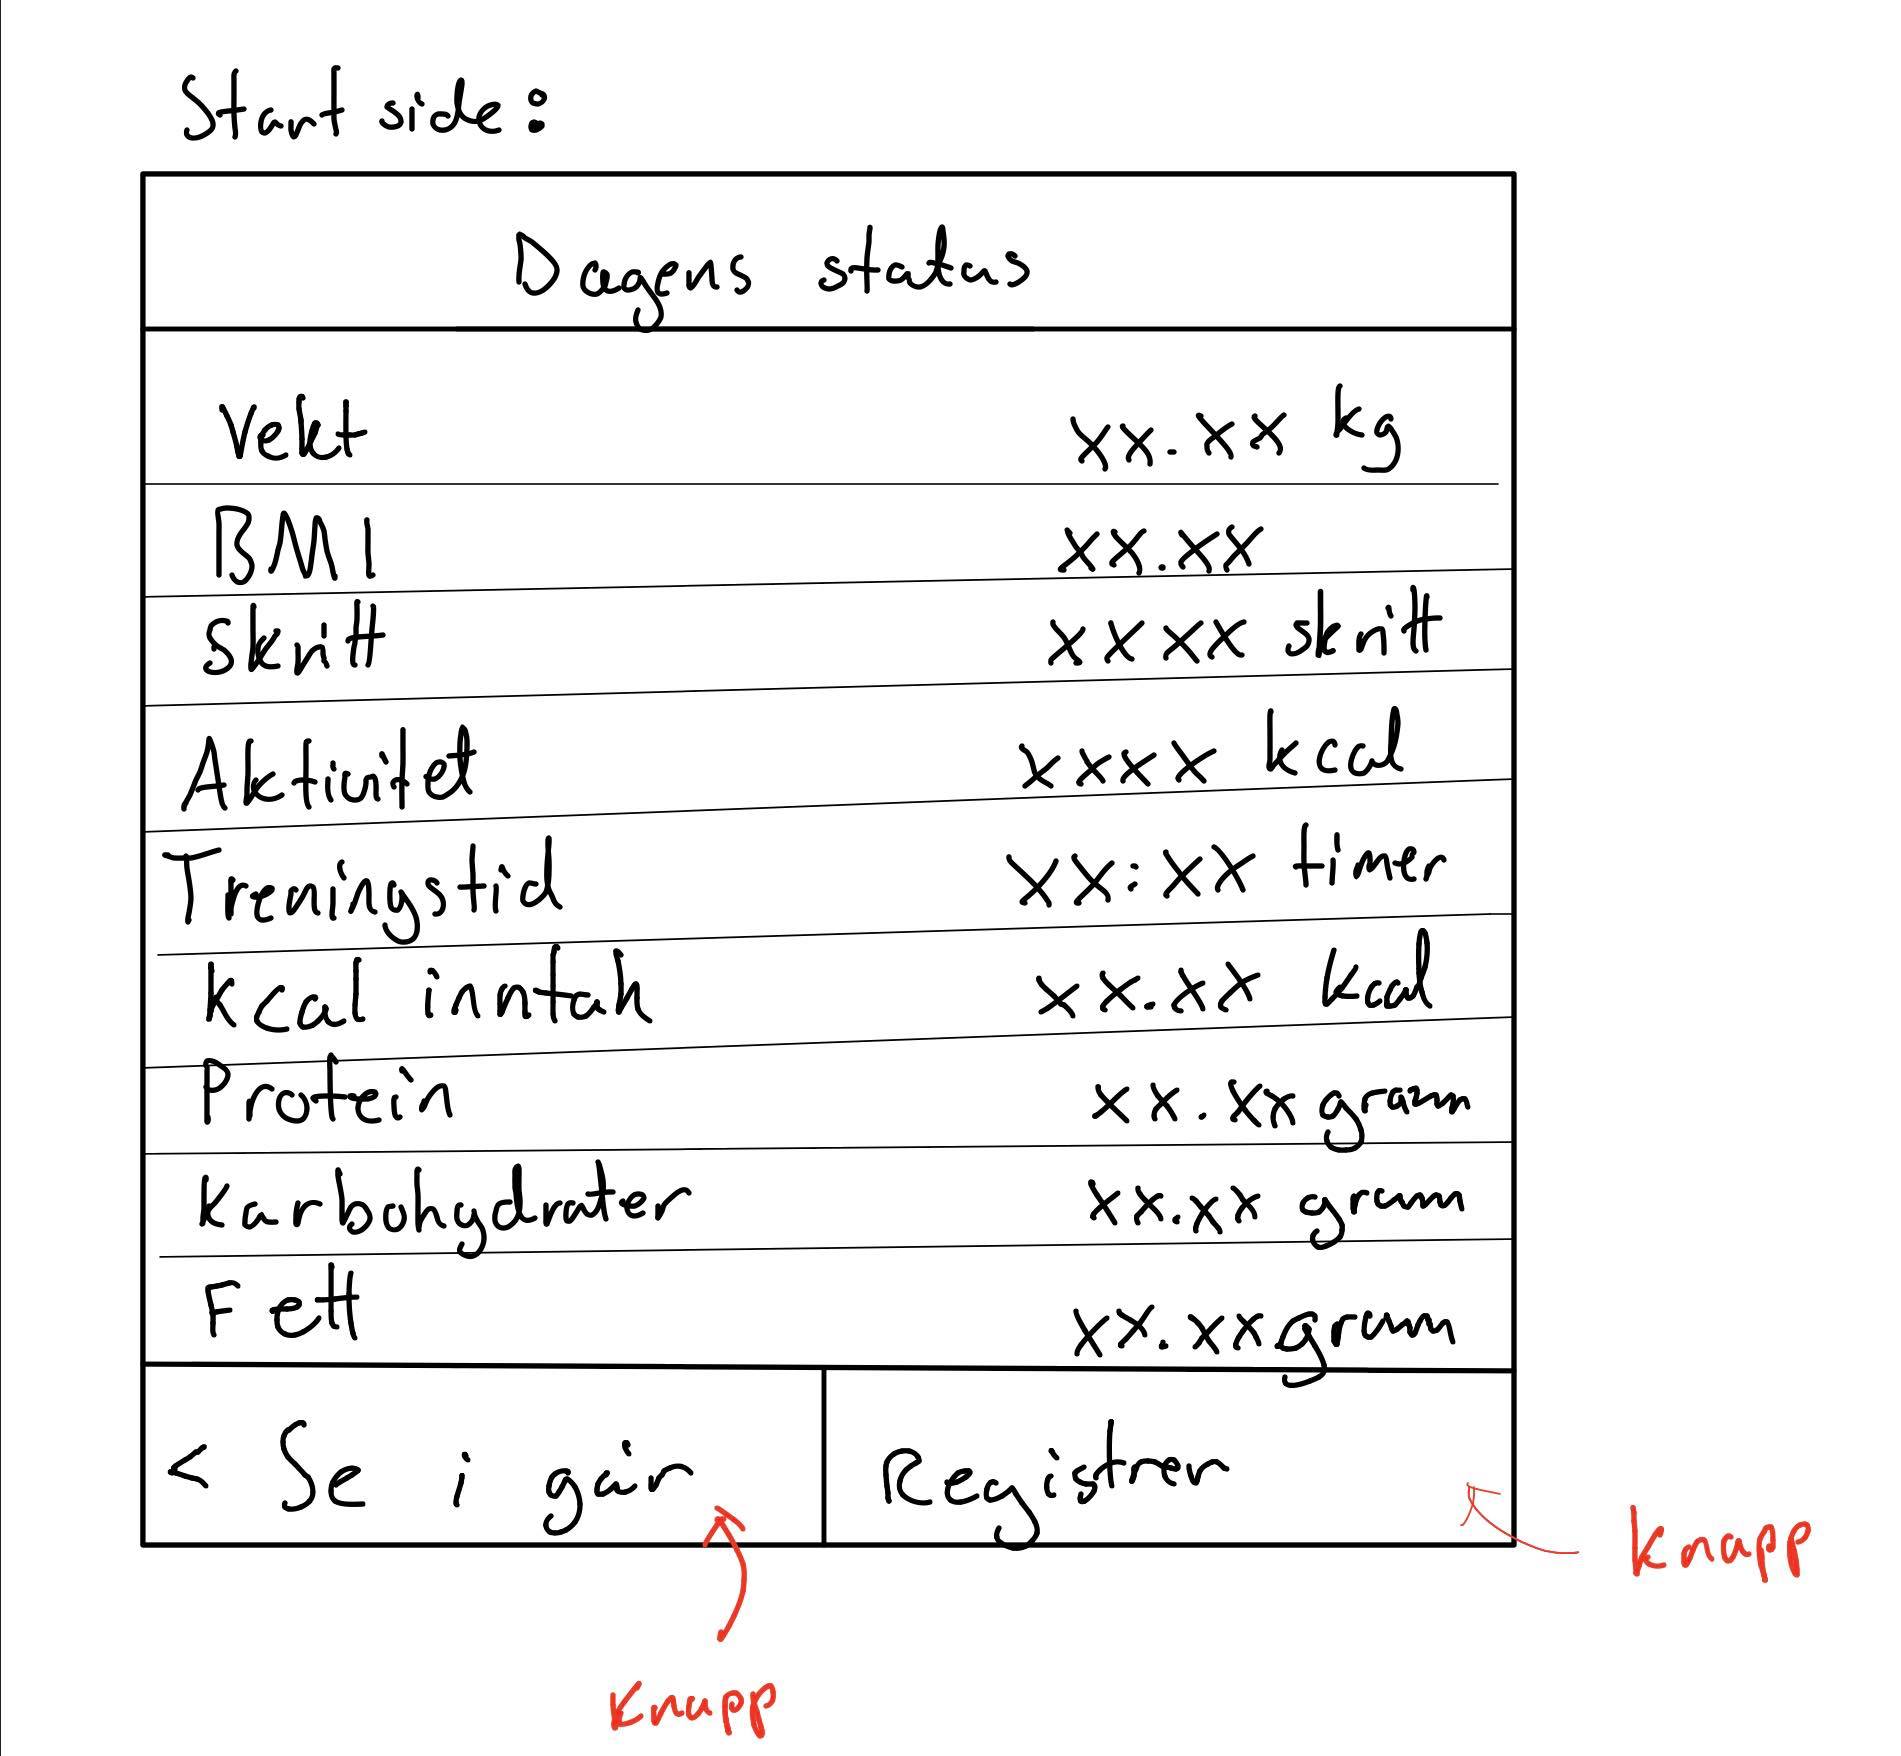 Start side:
Dagens status
Vekt xx.xx kg
BMI xx.xx
Skritt xxxx skritt
Aktivitet xxxx kcal
Treningstid xx:xx timer
kcal inntak xx.xx kcal
Protein xx.xx gram
Karbohydrater xx.xx gram
Fett xx.xx gram
< Se i går Registrer
Knapp
Knapp